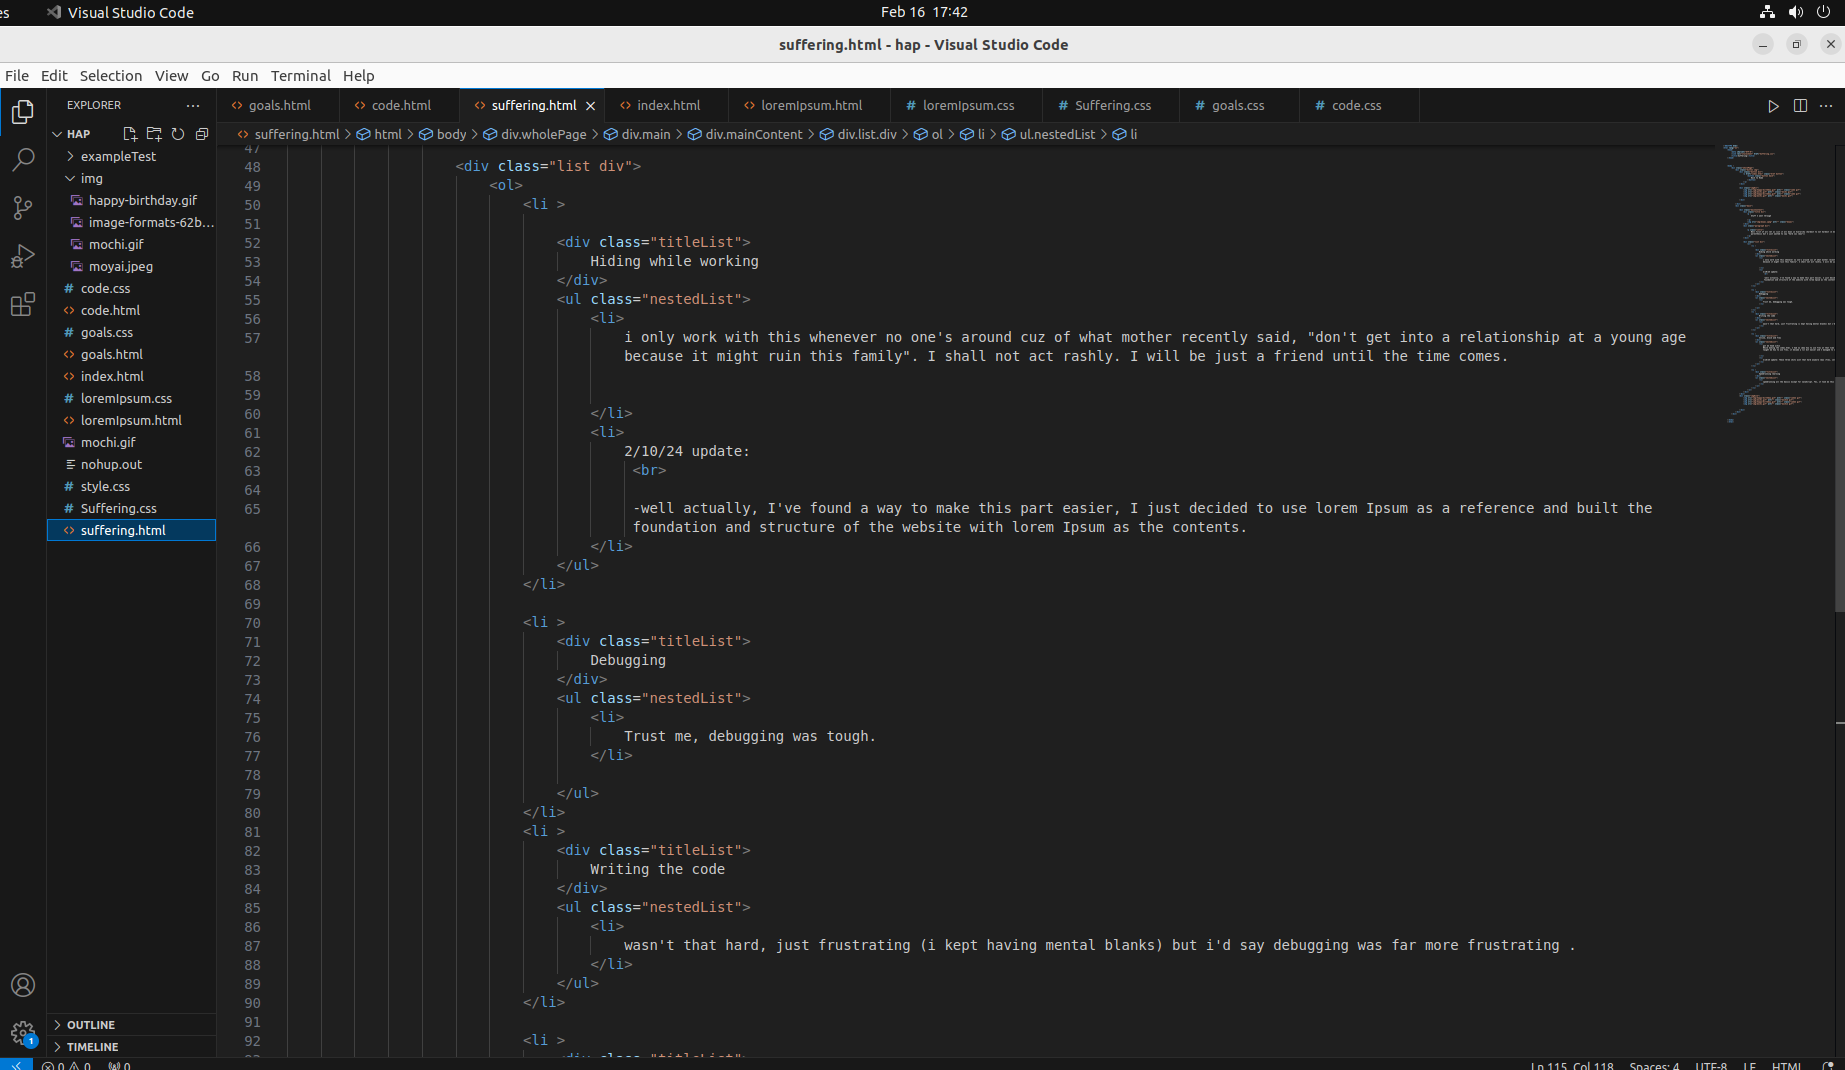 es Visual Studio Code Feb 16 17:42
suffering.html - hap - Visual Studio Code
File Edit Selection View Go Run Terminal Help
EXPLORER
goals.html code.html suffering.html index.html loremIpsum.html loremIpsum.css Suffering.css goals.css code.css
suffering.html > html > body > div.wholePage > div.main > div.mainContent > div.list.div > ol > li > ul.nestedList > li
HAP
exampleTest
img
happy-birthday.gif
image-formats-62b...
mochi.gif
moyai.jpeg
code.css
code.html
goals.css
goals.html
index.html
loremIpsum.css
loremIpsum.html
mochi.gif
nohup.out
style.css
Suffering.css
suffering.html
OUTLINE
TIMELINE
47
48 <div class="list div">
49 <ol>
50 <li >
51
52 <div class="titleList">
53 Hiding while working
54 </div>
55 <ul class="nestedList">
56 <li>
57 i only work with this whenever no one's around cuz of what mother recently said, "don't get into a relationship at a young age
because it might ruin this family". I shall not act rashly. I will be just a friend until the time comes.
58
59
60 </li>
61 <li>
62 2/10/24 update:
63 <br>
64
65 -well actually, I've found a way to make this part easier, I just decided to use lorem Ipsum as a reference and built the
foundation and structure of the website with lorem Ipsum as the contents.
66 </li>
67 </ul>
68 </li>
69
70 <li >
71 <div class="titleList">
72 Debugging
73 </div>
74 <ul class="nestedList">
75 <li>
76 Trust me, debugging was tough.
77 </li>
78
79 </ul>
80 </li>
81 <li >
82 <div class="titleList">
83 Writing the code
84 </div>
85 <ul class="nestedList">
86 <li>
87 wasn't that hard, just frustrating (i kept having mental blanks) but i'd say debugging was far more frustrating .
88 </li>
89 </ul>
90 </li>
91
92 <li >
93 <div class="titleList">
1
0 0 0 Ln 115, Col 118 Spaces: 4 UTF-8 LF HTML